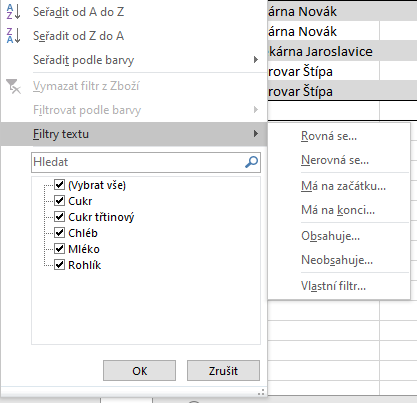 Seřadit od A do Z
Seřadit od Z do A
Seřadit podle barvy
Vymazat filtr z Zboží
Filtrovat podle barvy
Filtry textu
Hledat
(Vybrat vše)
Cukr
Cukr třtinový
Chléb
Mléko
Rohlík
OK
Zrušit
árna Novák
árna Novák
kárna Jaroslavice
rovar Štípa
rovar Štípa
Rovná se...
Nerovná se...
Má na začátku...
Má na konci...
Obsahuje...
Neobsahuje...
Vlastní filtr...